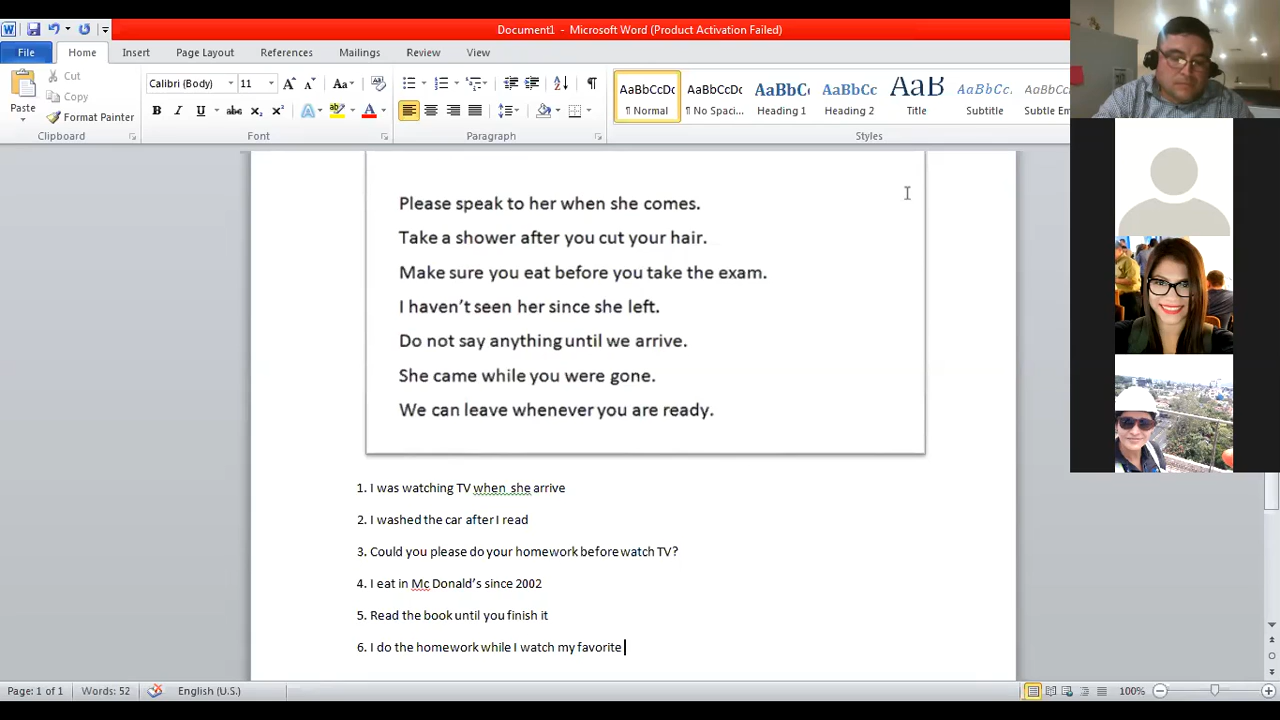 Document1 - Microsoft Word (Product Activation Failed)
File Home Insert Page Layout References Mailings Review View
Paste
Cut
Copy
Format Painter
Clipboard
Calibri (Body) 11
Font
Paragraph
AaBbCcDc AaBbCcDc AaBbC AaBbCc AaB AaBbCc. AaBbCcD
¶ Normal ¶ No Spaci... Heading 1 Heading 2 Title Subtitle Subtle Em
Styles
Please speak to her when she comes.
Take a shower after you cut your hair.
Make sure you eat before you take the exam.
I haven't seen her since she left.
Do not say anything until we arrive.
She came while you were gone.
We can leave whenever you are ready.
1. I was watching TV when she arrive
2. I washed the car after I read
3. Could you please do your homework before watch TV?
4. I eat in Mc Donald's since 2002
5. Read the book until you finish it
6. I do the homework while I watch my favorite
Page: 1 of 1 Words: 52 English (U.S.) 100%